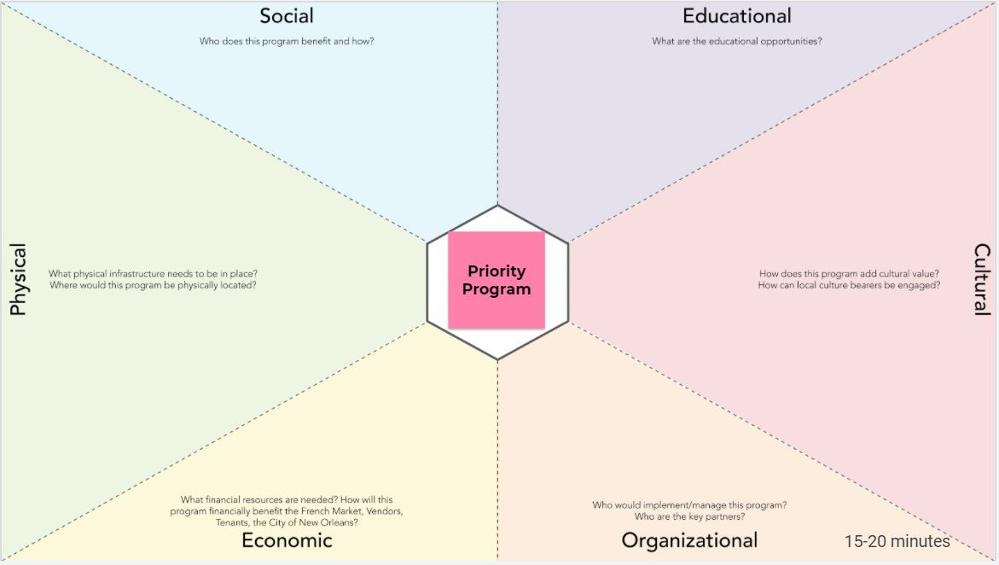 Social
Who does this program benefit and how?
Educational
What are the educational opportunities?
Physical
What physical infrastructure needs to be in place?
Where would this program be physically located?
Priority
Program
How does this program add cultural value?
How can local culture bearers be engaged?
Cultural
What financial resources are needed? How will this
program financially benefit the French Market, Vendors,
Tenants, the City of New Orleans?
Economic
Who would implement/manage this program?
Who are the key partners?
Organizational
15-20 minutes